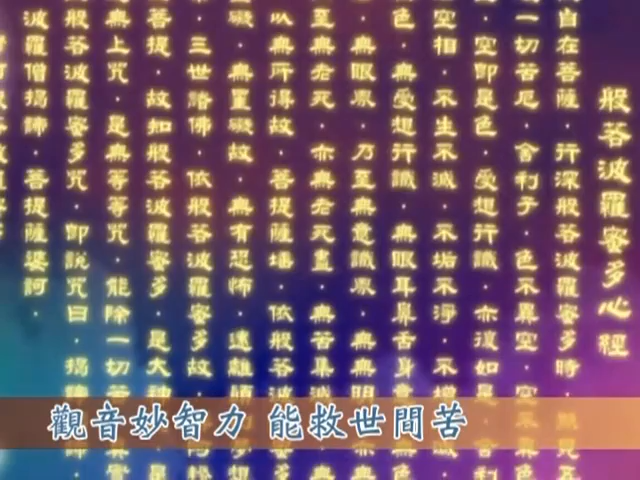 般若波羅蜜多心經
自在菩薩．行深般若波羅蜜多時．
一切苦厄．舍利子．色不異空．空不
空即是色．受想行識．亦復如是．舍利
空相．不生不滅．不垢不淨．不增
色．無受想行識．無眼耳鼻舌身意
無眼界．乃至無意識界．無無明
至無老死．亦無老死盡．無苦集滅
以無所得故．菩提薩埵．依般若波
礙．無罣礙故．無有恐怖．遠離顛
三世諸佛．依般若波羅蜜多故．
菩提．故知般若波羅蜜多．是大神
無上咒．是無等等咒．能除一切苦
般若波羅蜜多咒．即說咒曰．揭諦
波羅僧揭諦．菩提薩婆訶．
觀音妙智力 能救世間苦